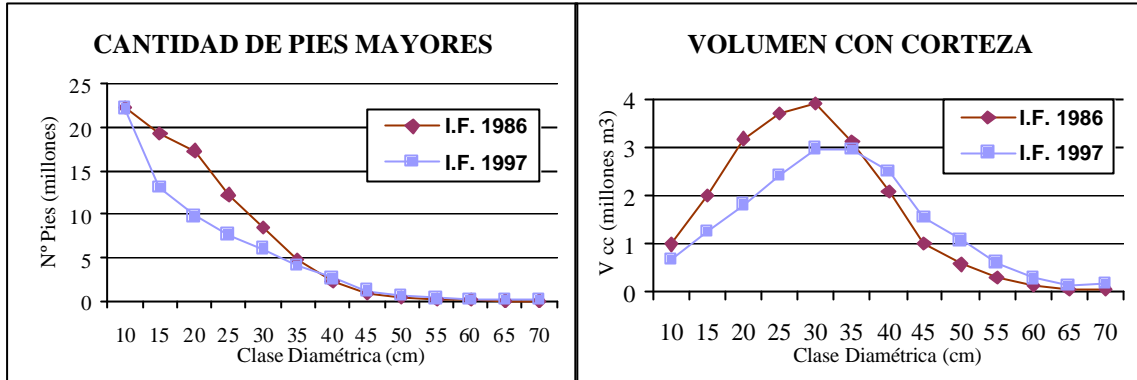 CANTIDAD DE PIES MAYORES
25
20
15
10
5
0
Nº Pies (millones)
I.F. 1986
I.F. 1997
10 15 20 25 30 35 40 45 50 55 60 65 70
Clase Diamétrica (cm)
VOLUMEN CON CORTEZA
4
3
2
1
0
V cc (millones m3)
I.F. 1986
I.F. 1997
10 15 20 25 30 35 40 45 50 55 60 65 70
Clase Diamétrica (cm)